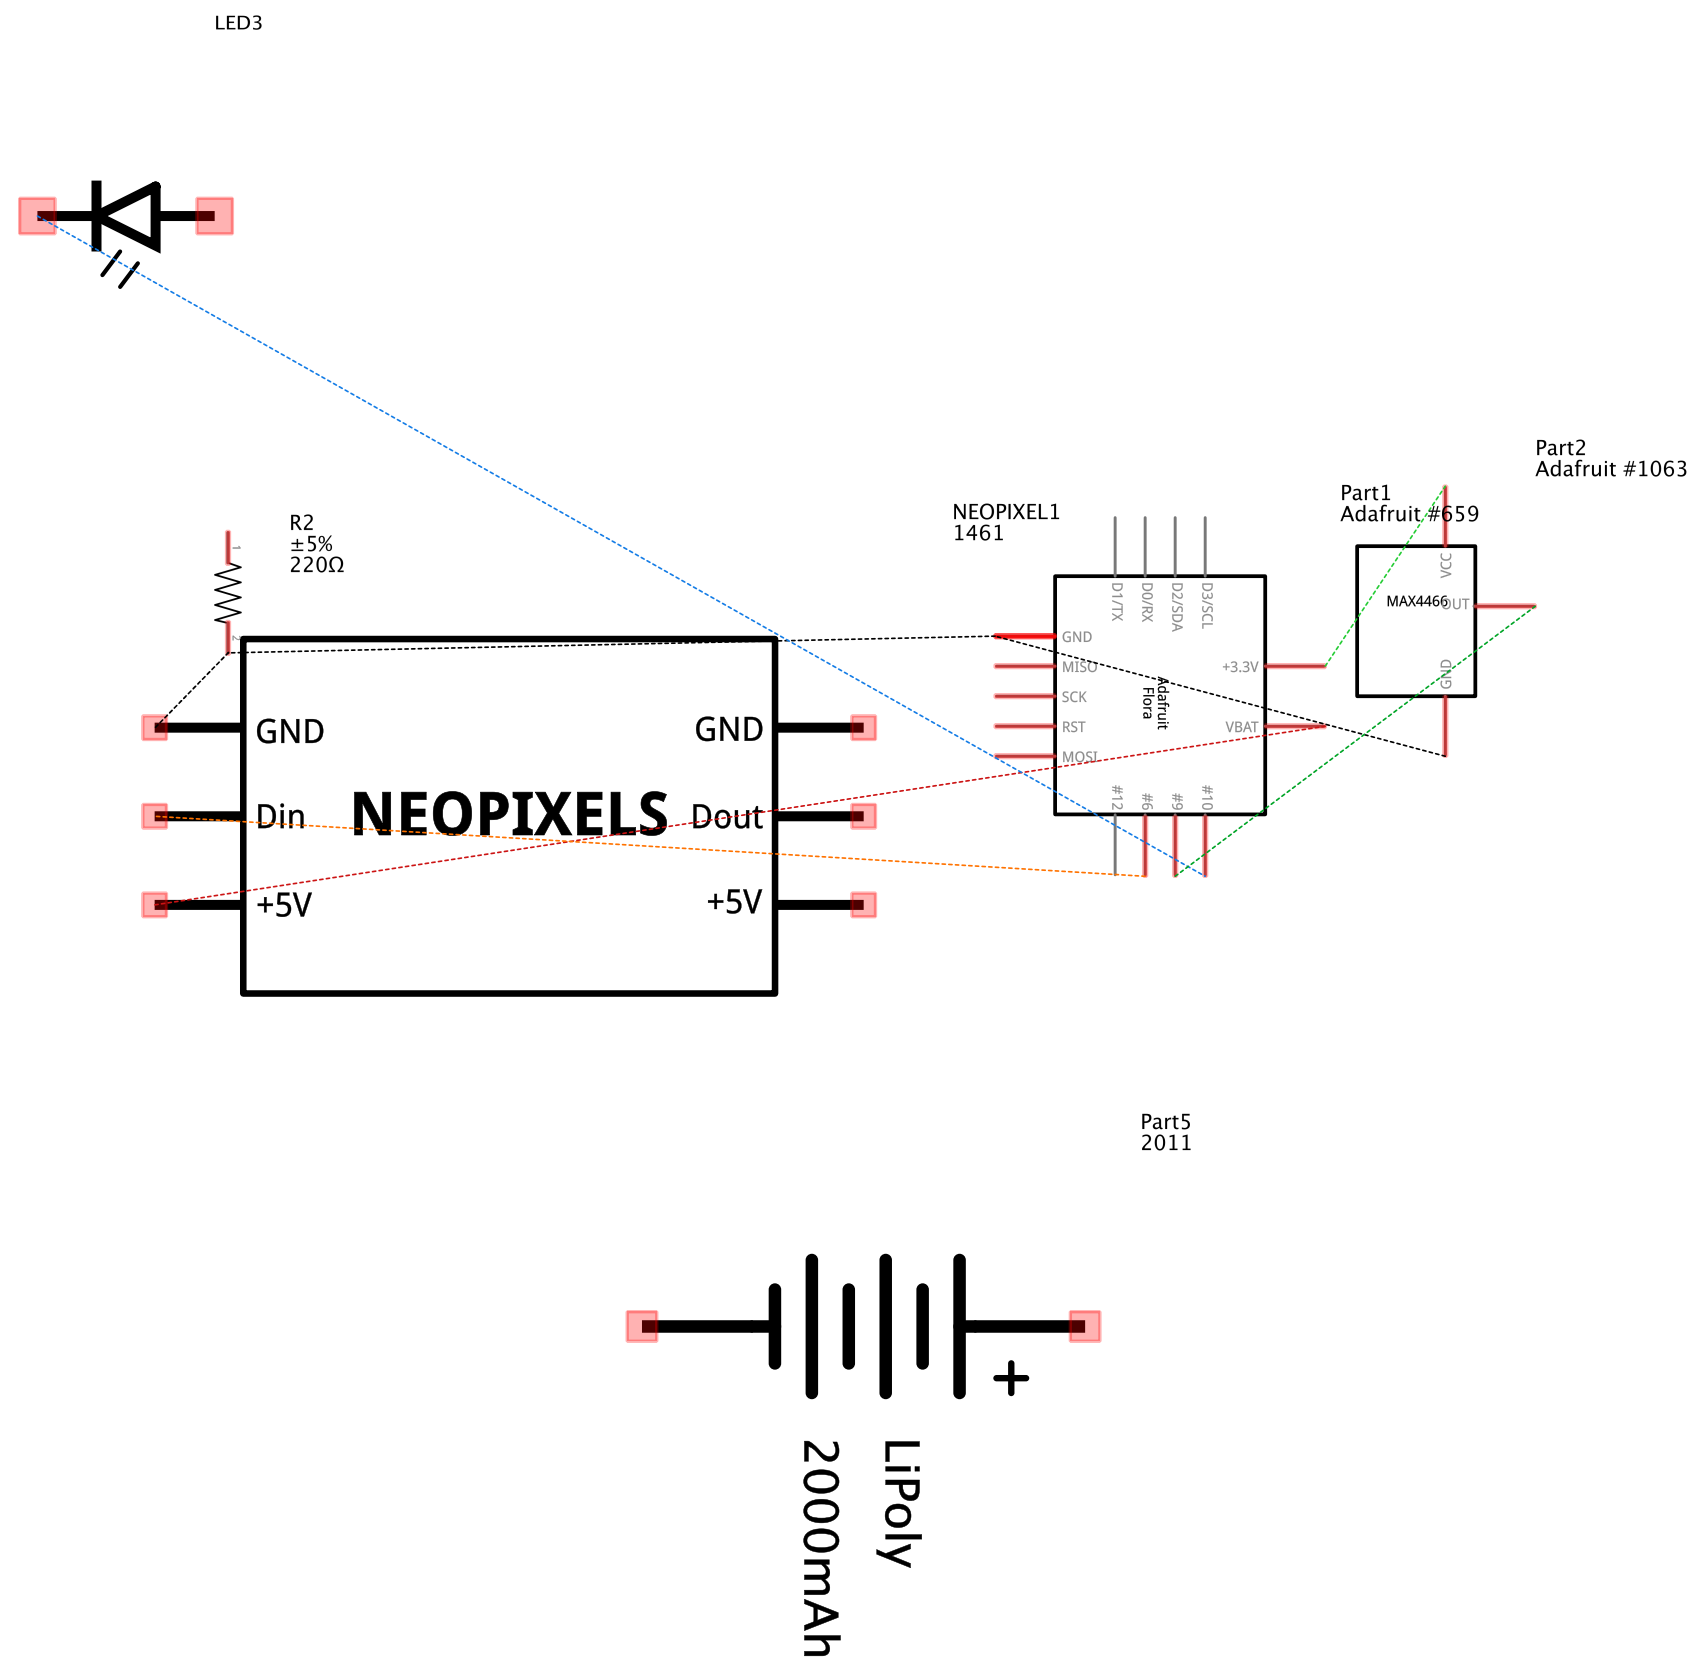 LED3
Part2
Adafruit #1063
Part1
Adafruit #659
NEOPIXEL1
1461
R2
±5%
220Ω
1
2
D1/TX
D0/RX
D2/SDA
D3/SCL
VCC
MAX4466
OUT
GND
GND
MISO
SCK
RST
MOSI
+3.3V
VBAT
Adafruit
Flora
#12
#6
#9
#10
GND
GND
Din
NEOPIXELS
Dout
+5V
+5V
Part5
2011
+
LiPoly
2000mAh